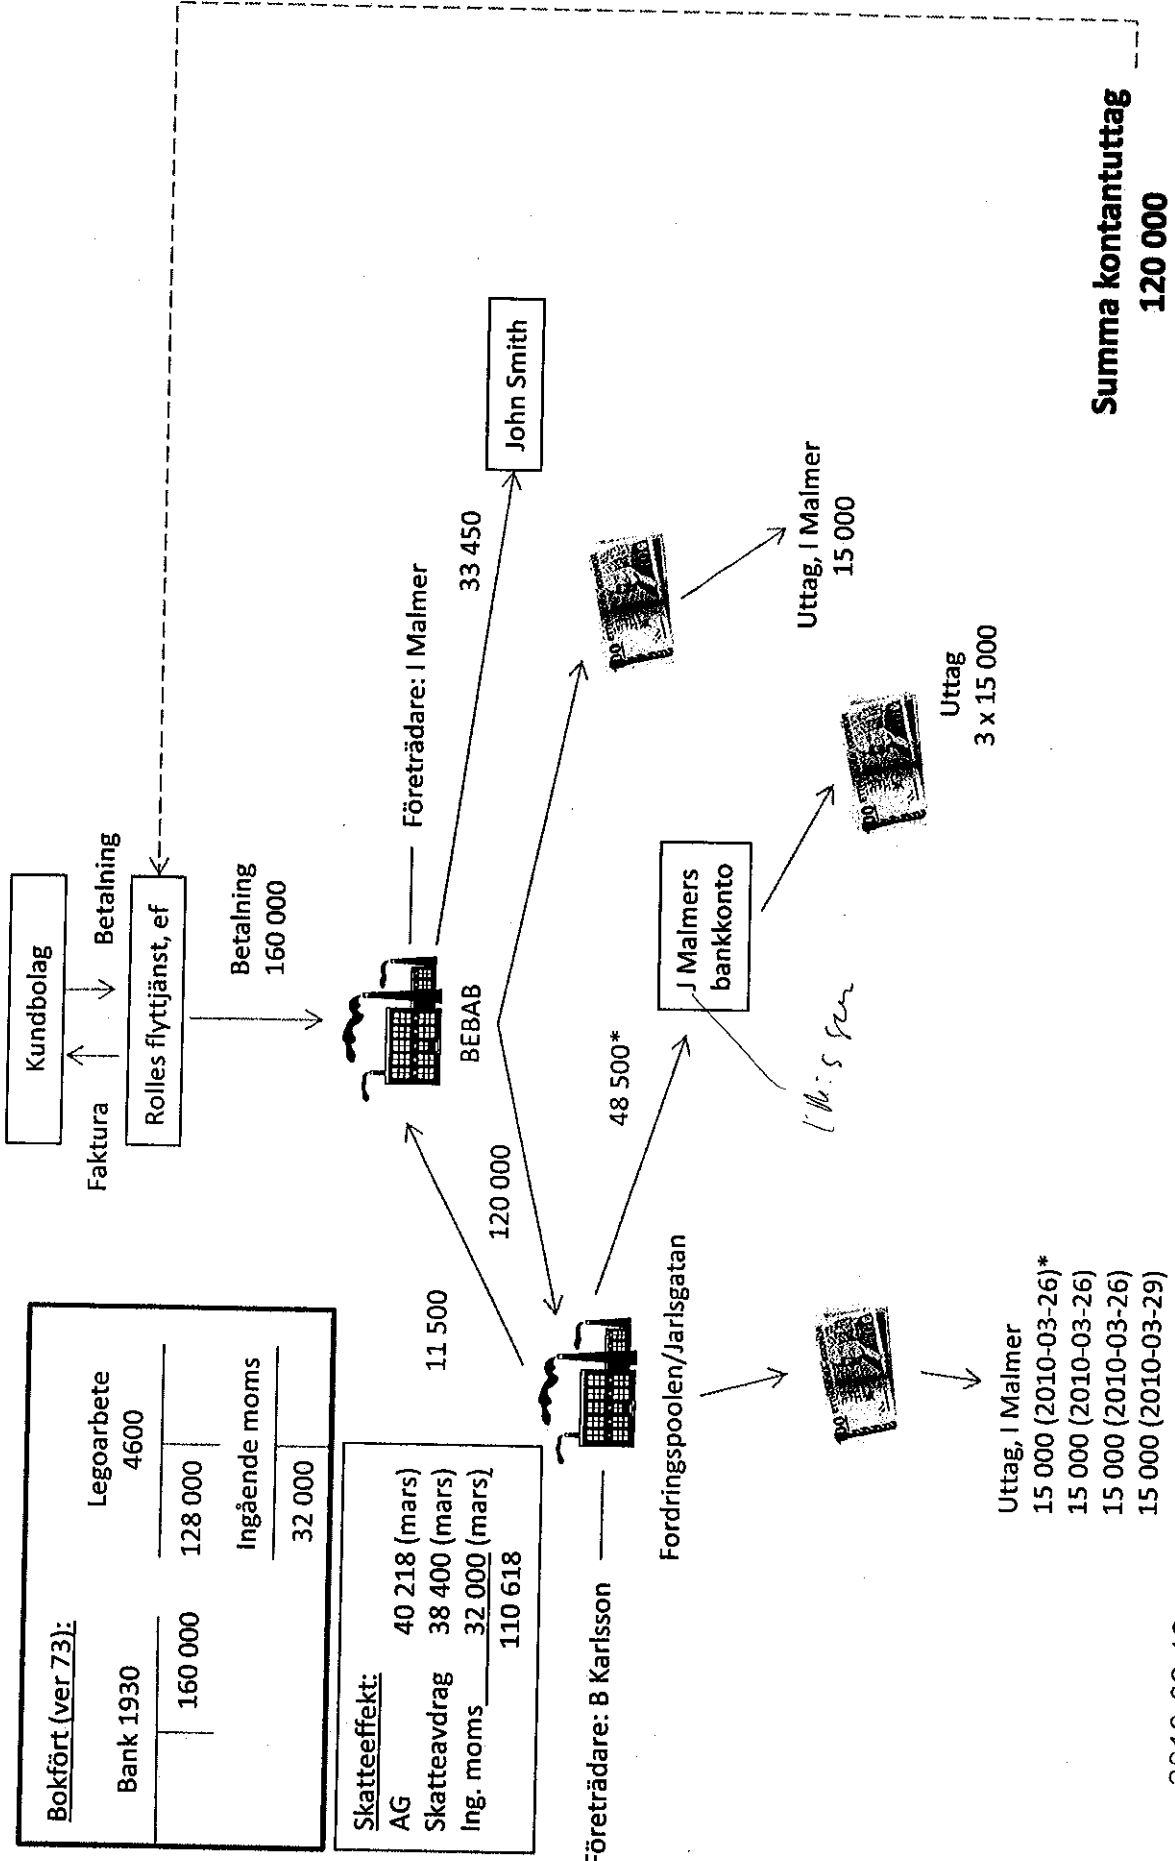 Bokfört (ver 73):
Bank 1930
160 000
Legoarbete
4600
128 000
Ingående moms
32 000
Skatteeffekt:
AG 40 218 (mars)
Skatteavdrag 38 400 (mars)
Ing. moms 32 000 (mars)
110 618
Kundbolag
Faktura
Betalning
Rolles flyttjänst, ef
Betalning
160 000
Företrädare: I Malmer
BEBAB
33 450
John Smith
11 500
120 000
Företrädare: B Karlsson
Fordringspoolen/Jarlsgatan
48 500*
J Malmers
bankkonto
Uttag, I Malmer
15 000
Uttag
3 x 15 000
Uttag, I Malmer
15 000 (2010-03-26)*
15 000 (2010-03-26)
15 000 (2010-03-26)
15 000 (2010-03-29)
Summa kontantuttag
120 000